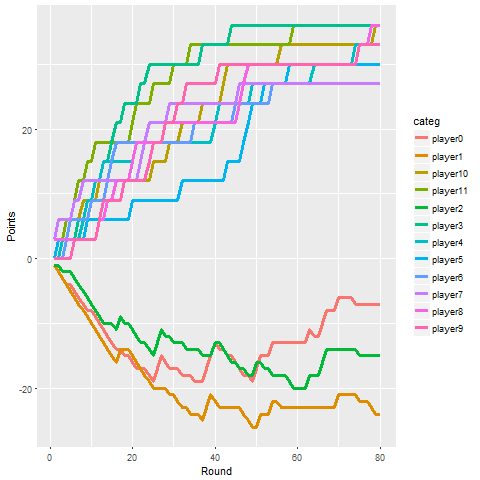 Points
20
0
-20
0
20
40
60
80
Round
categ
player0
player1
player10
player11
player2
player3
player4
player5
player6
player7
player8
player9